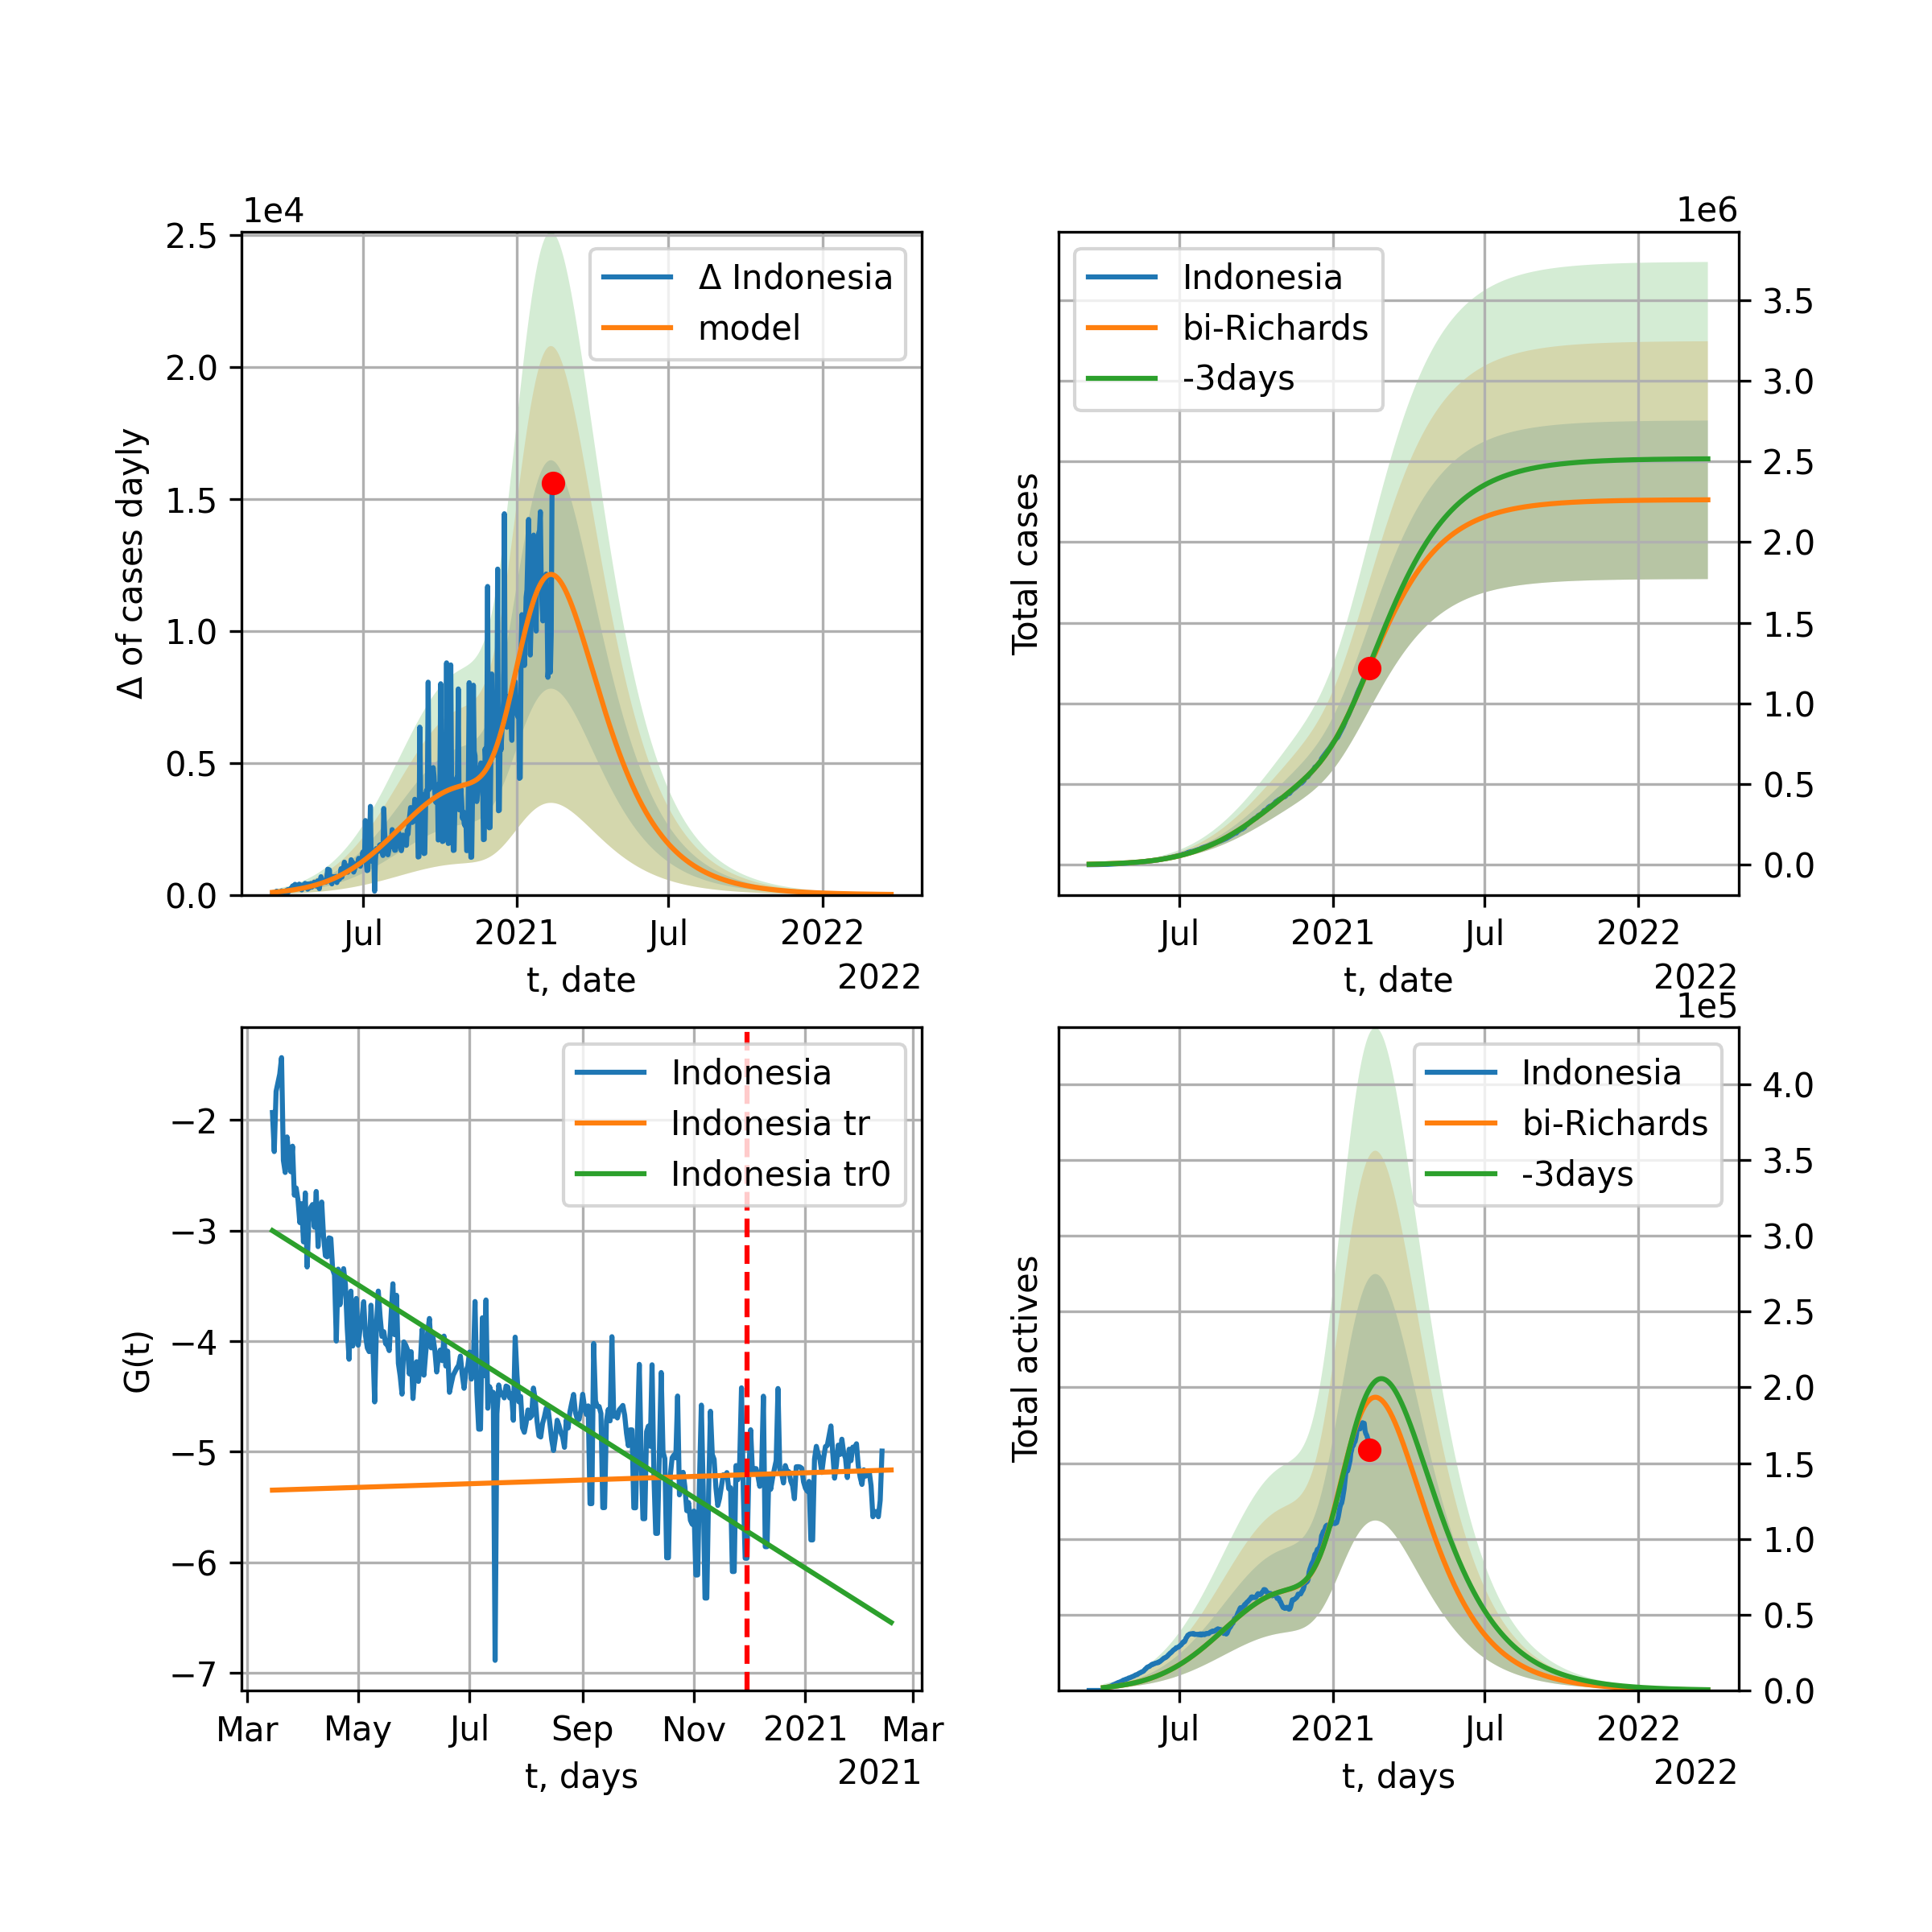 1e4
2.5
2.0
1.5
1.0
0.5
0.0
Δ of cases dayly
Δ Indonesia
model
Jul
2021
Jul
2022
t, date
2022
1e6
Indonesia
bi-Richards
-3days
Total cases
3.5
3.0
2.5
2.0
1.5
1.0
0.5
0.0
Jul
2021
Jul
2022
t, date
2022
G(t)
−2
−3
−4
−5
−6
−7
Indonesia
Indonesia tr
Indonesia tr0
Mar
May
Jul
Sep
Nov
2021
Mar
t, days
2021
1e5
Indonesia
bi-Richards
-3days
Total actives
4.0
3.5
3.0
2.5
2.0
1.5
1.0
0.5
0.0
Jul
2021
Jul
2022
t, days
2022